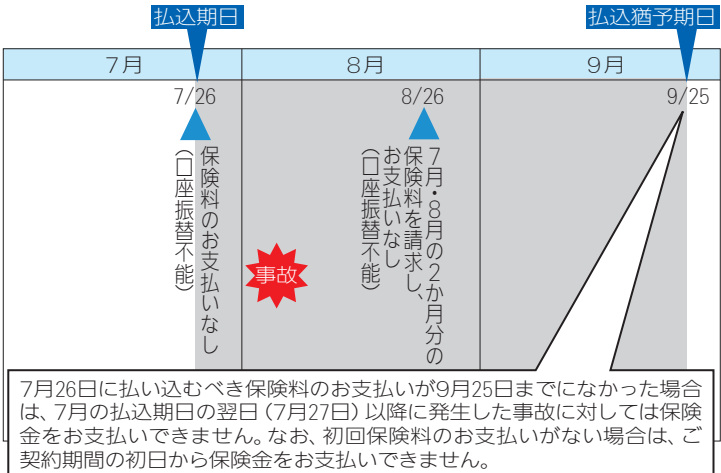 払込期日
払込猶予期日
7月
8月
9月
7/26
8/26
9/25
保険料のお支払いなし
(口座振替不能)
7月・8月の2か月分の
保険料を請求し、
お支払いなし
(口座振替不能)
事故
7月26日に払い込むべき保険料のお支払いが9月25日までになかった場合
は、7月の払込期日の翌日(7月27日)以降に発生した事故に対しては保険
金をお支払いできません。なお、初回保険料のお支払いがない場合は、ご
契約期間の初日から保険金をお支払いできません。